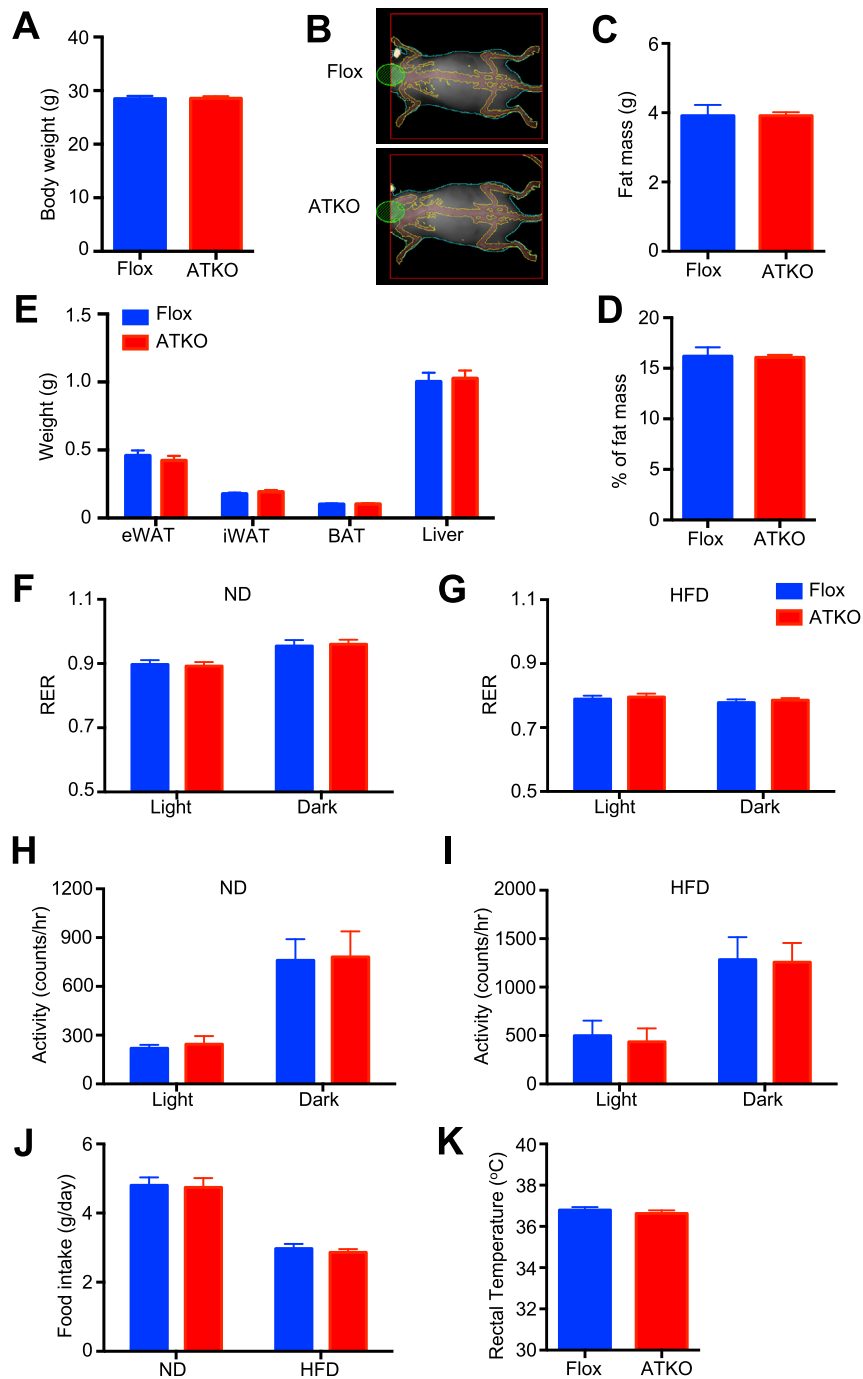 A
Body weight (g)
40
30
20
10
0
Flox
ATKO
B
Flox
ATKO
C
Fat mass (g)
6
4
2
0
Flox
ATKO
E
Flox
ATKO
Weight (g)
1.5
1.0
0.5
0
eWAT
iWAT
BAT
Liver
D
% of fat mass
20
15
10
5
0
Flox
ATKO
F
ND
RER
1.1
0.9
0.7
0.5
Light
Dark
G
HFD
Flox
ATKO
RER
1.1
0.9
0.7
0.5
Light
Dark
H
ND
Activity (counts/hr)
1200
900
600
300
0
Light
Dark
I
HFD
Activity (counts/hr)
2000
1500
1000
500
0
Light
Dark
J
Food intake (g/day)
6
4
2
0
ND
HFD
K
Rectal Temperature (ºC)
40
38
36
34
32
30
Flox
ATKO